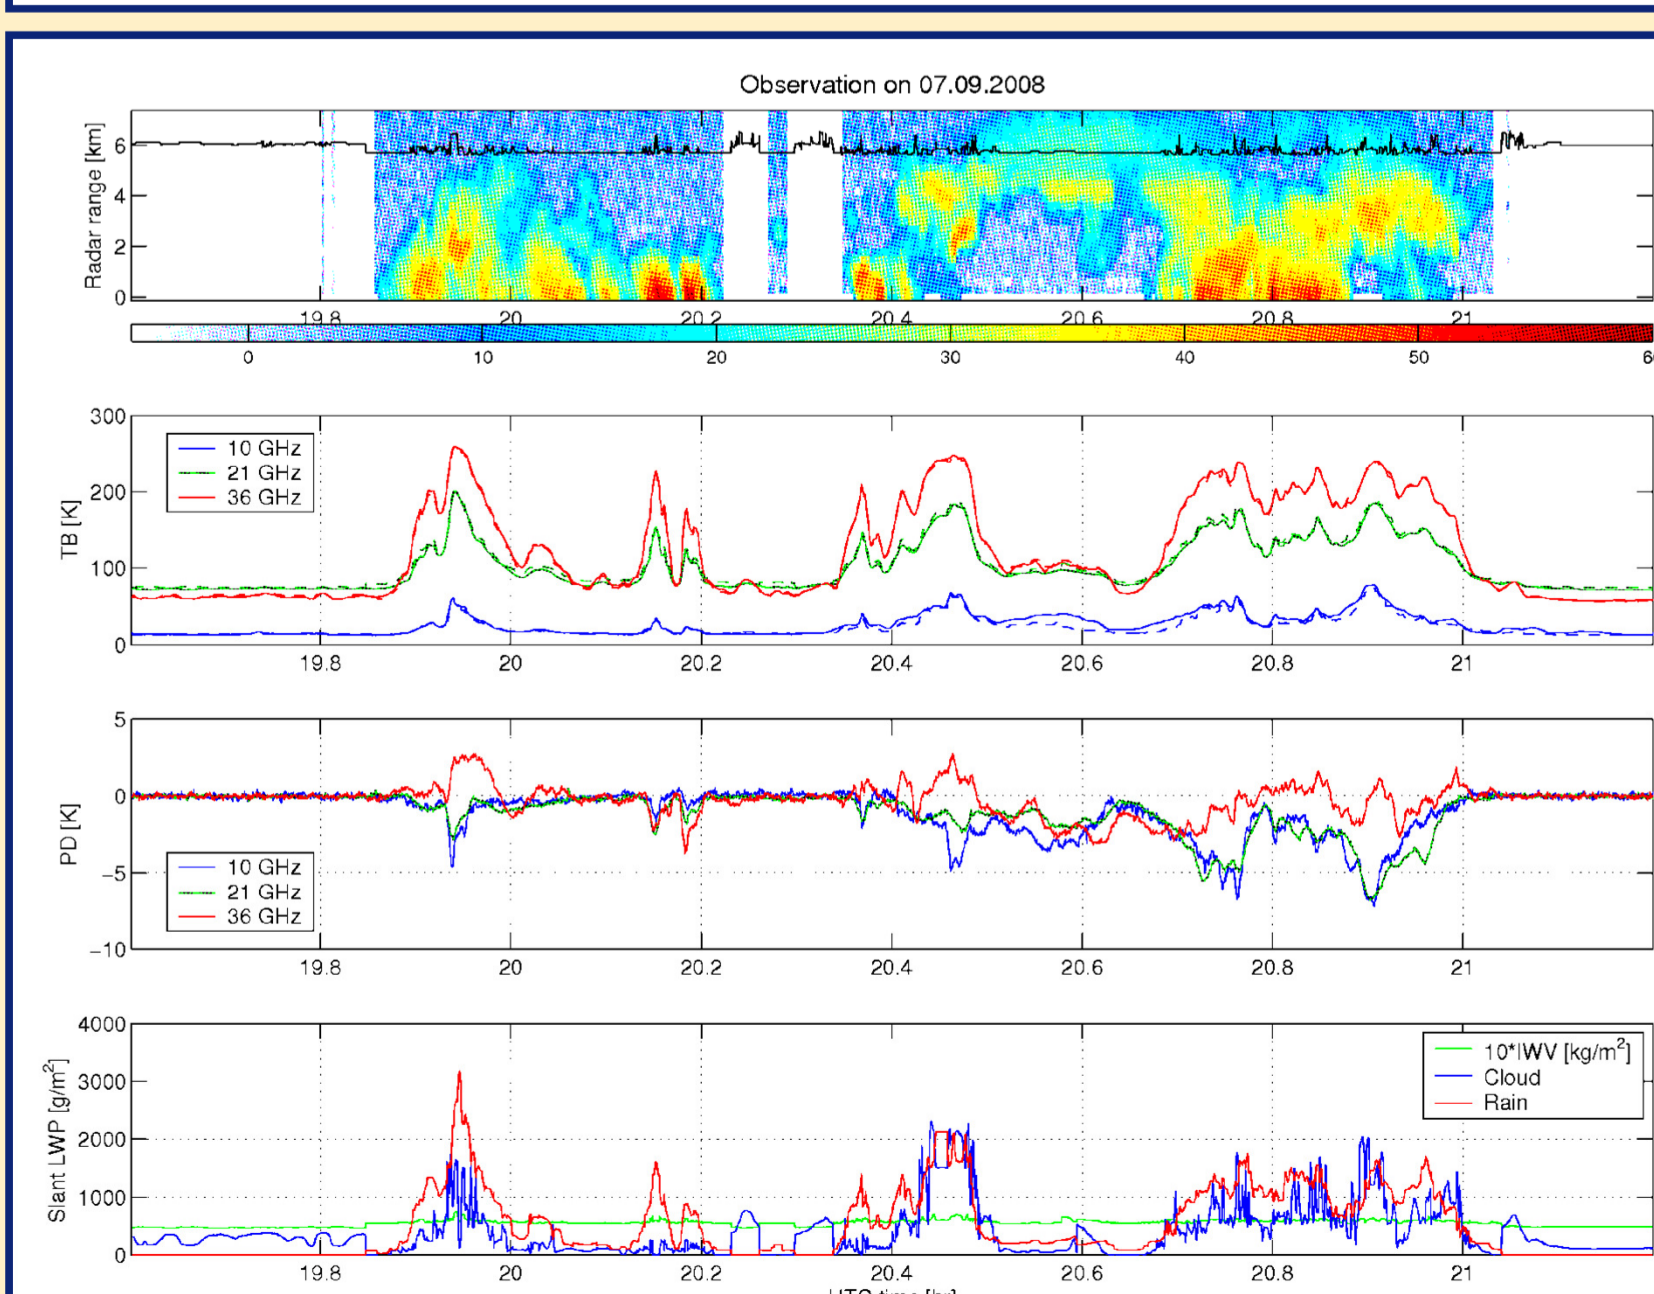 Observation on 07.09.2008
Radar range [km]
6
4
2
0
19.8 20 20.2 20.4 20.6 20.8 21
0 10 20 30 40 50
TB [K]
300
200
100
0
10 GHz
21 GHz
36 GHz
19.8 20 20.2 20.4 20.6 20.8 21
PD [K]
5
0
−5
−10
10 GHz
21 GHz
36 GHz
19.8 20 20.2 20.4 20.6 20.8 21
Slant LWP [g/m²]
4000
3000
2000
1000
0
10*IWV [kg/m²]
Cloud
Rain
19.8 20 20.2 20.4 20.6 20.8 21
UTC time [hr]